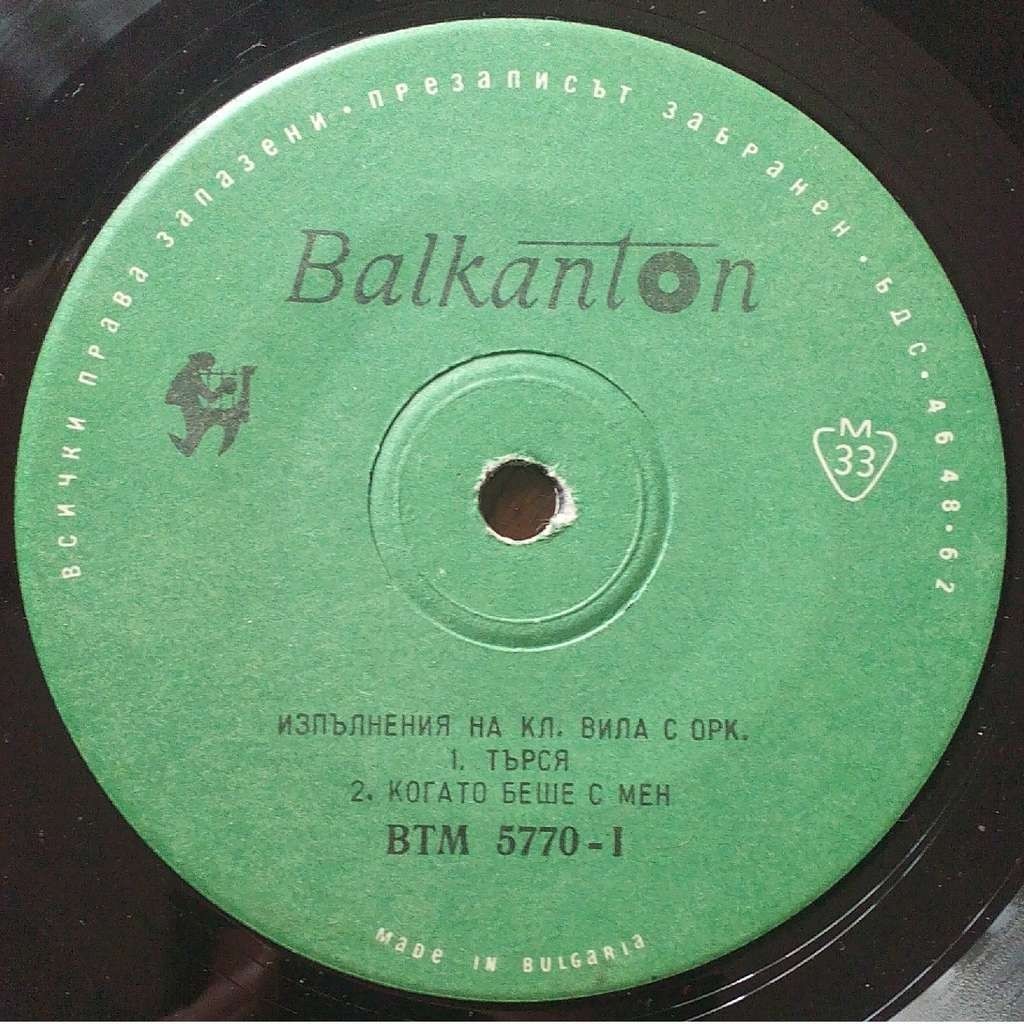 ВСИЧКИ ПРАВА ЗАПАЗЕНИ • ПРЕЗАПИСЪТ ЗАБРАНЕН • БДС • 4648 • 62
Balkanton
M
33
ИЗПЪЛНЕНИЯ НА КЛ. ВИЛА С ОРК.
1. ТЪРСЯ
2. КОГАТО БЕШЕ С МЕН
ВТМ 5770-I
MADE IN BULGARIA